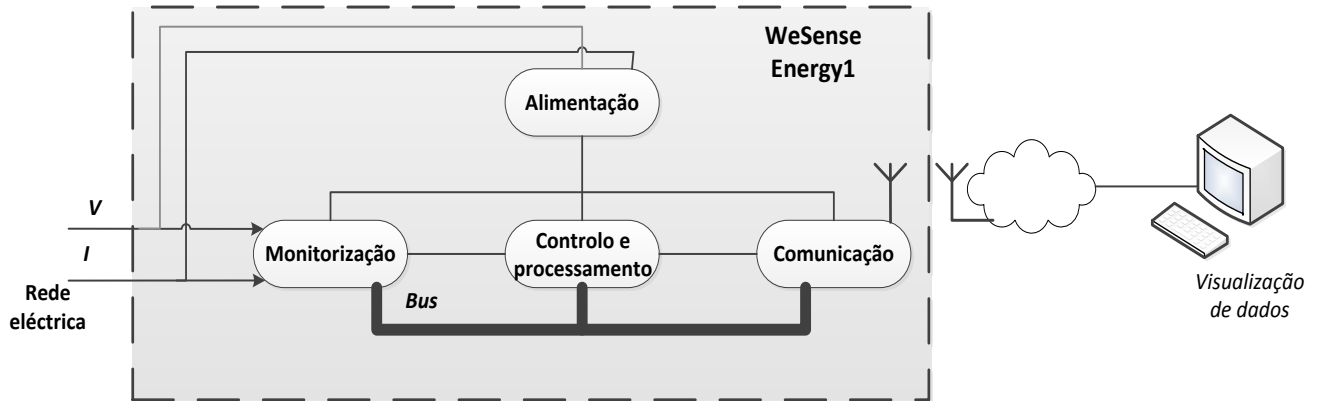 WeSense
Energy1
Alimentação
V
I
Rede
eléctrica
Monitorização
Controlo e
processamento
Comunicação
Bus
Visualização
de dados